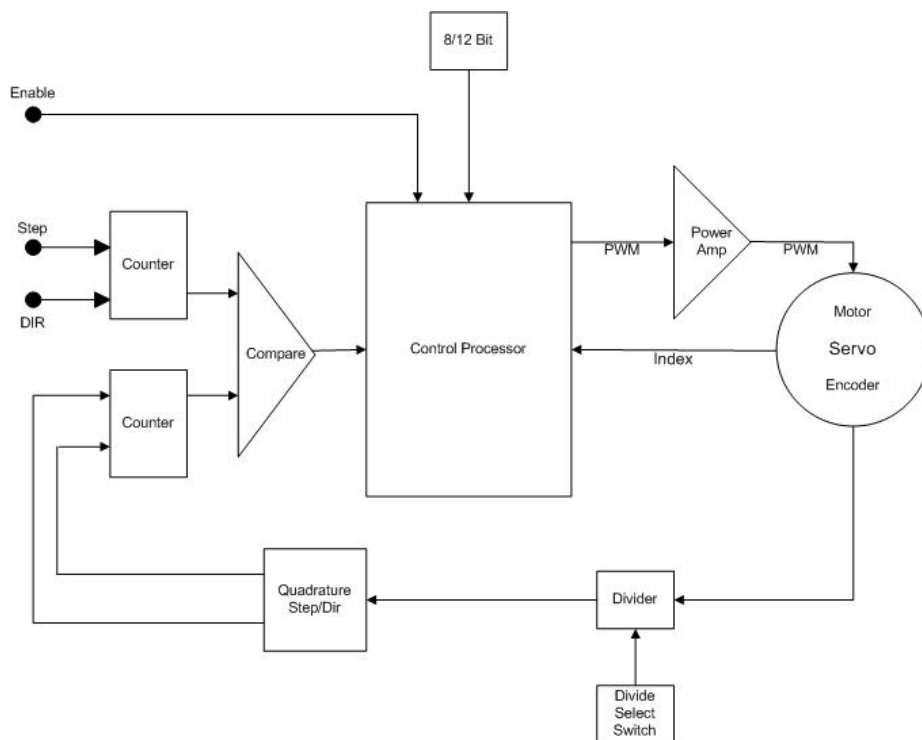 8/12 Bit
Enable
Step
Counter
DIR
Power
Amp
PWM
PWM
Motor
Servo
Encoder
Compare
Control Processor
Index
Counter
Quadrature
Step/Dir
Divider
Divide
Select
Switch